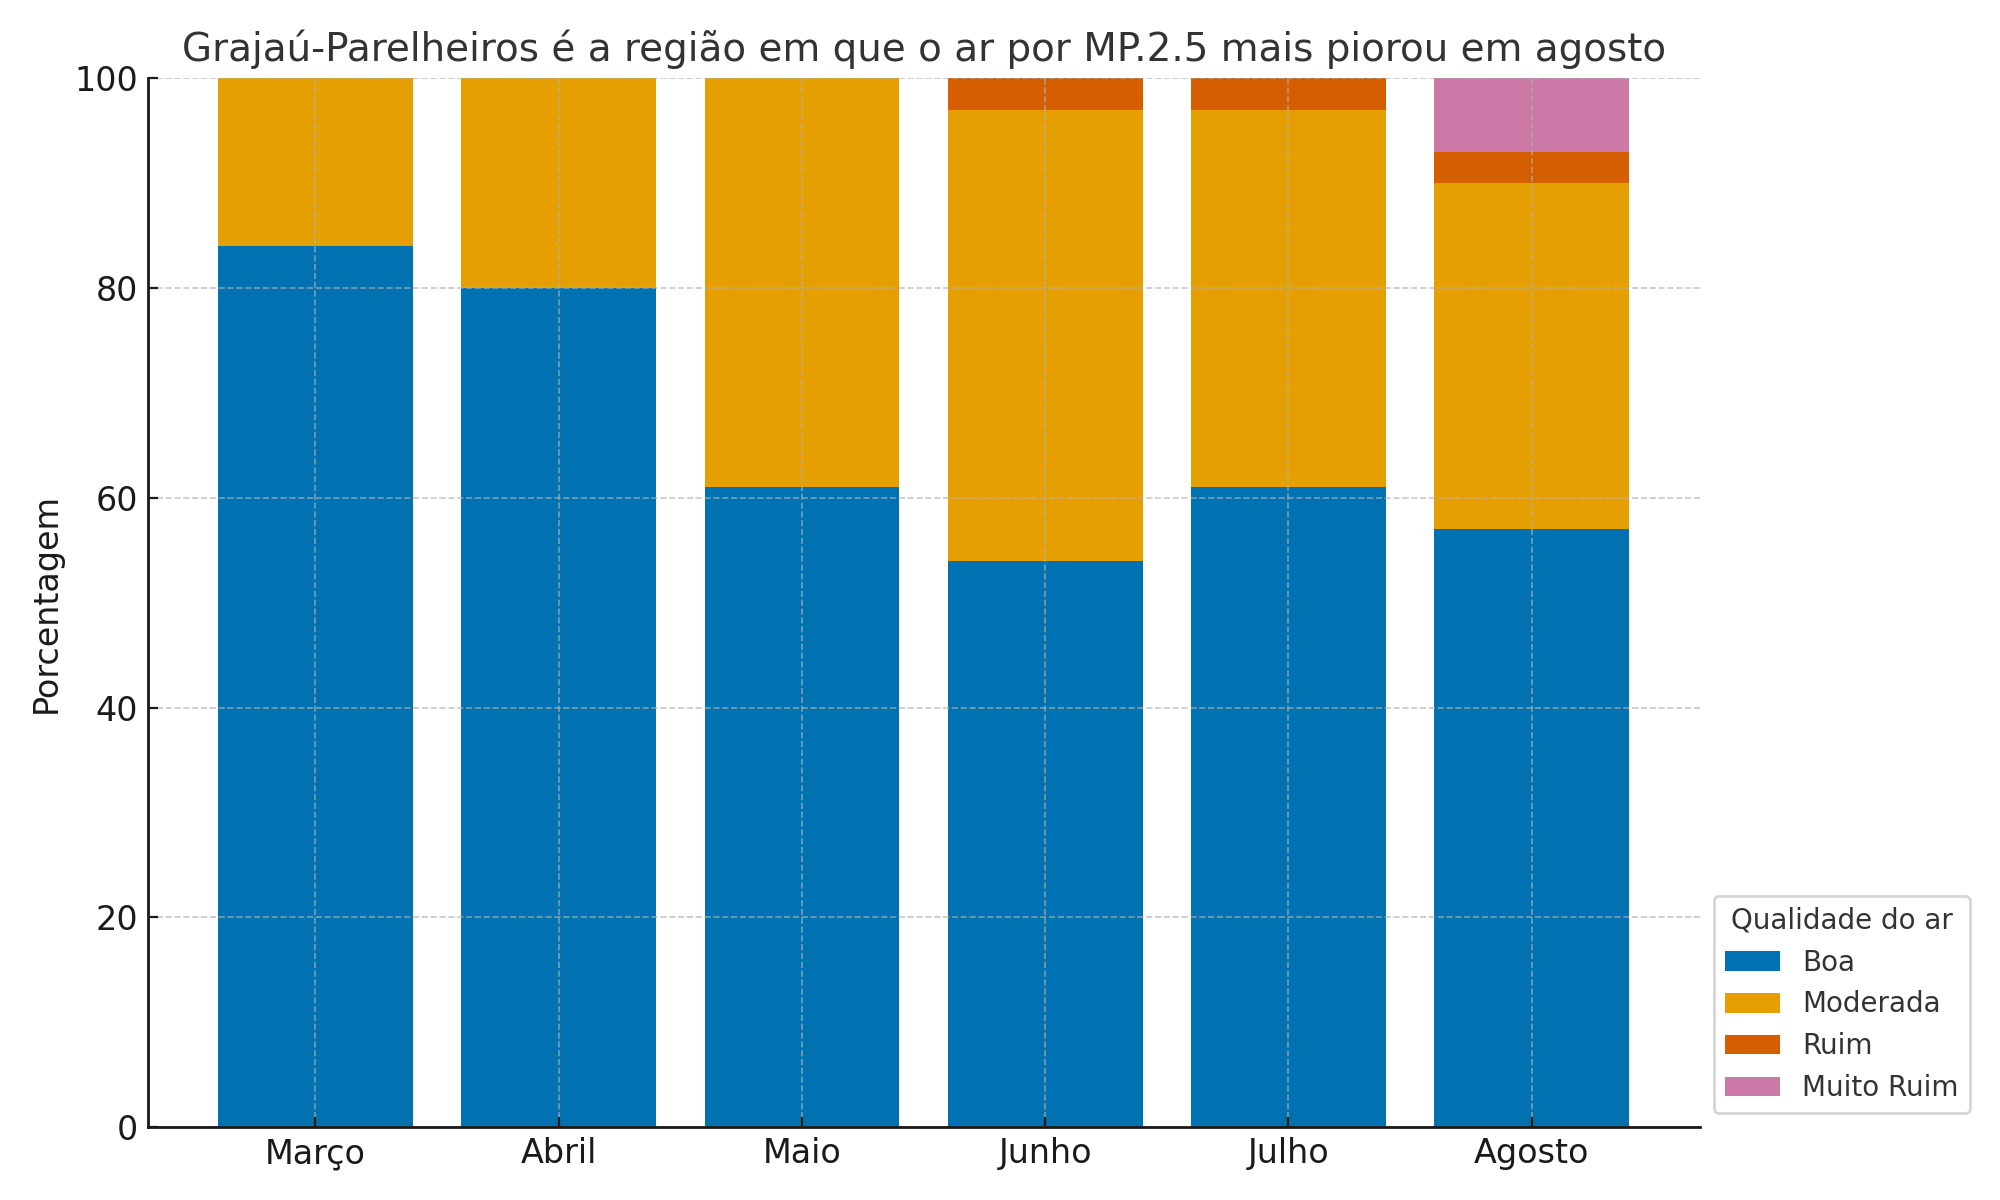 Grajaú-Parelheiros é a região em que o ar por MP.2.5 mais piorou em agosto
Porcentagem
100
80
60
40
20
0
Março
Abril
Maio
Junho
Julho
Agosto
Qualidade do ar
Boa
Moderada
Ruim
Muito Ruim